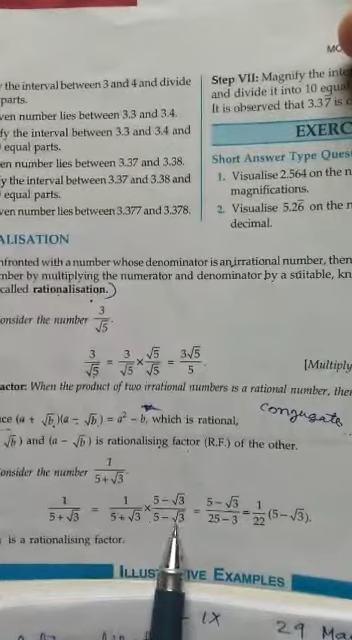 MO
the interval between 3 and 4 and divide
parts.
ven number lies between 3.3 and 3.4.
fy the interval between 3.3 and 3.4 and
equal parts.
en number lies between 3.37 and 3.38.
y the interval between 3.37 and 3.38 and
equal parts.
ven number lies between 3.377 and 3.378.
Step VII: Magnify the inte
and divide it into 10 equal
It is observed that 3.37̅ is c
EXERC
Short Answer Type Quest
1. Visualise 2.564 on the n
magnifications.
2. Visualise 5.26̅ on the n
decimal.
ALISATION
nfronted with a number whose denominator is an irrational number, then
mber by multiplying the numerator and denominator by a suitable, kn
called rationalisation.)
onsider the number 3/√5.
3/√5 = 3/√5 × √5/√5 = 3√5/5
[Multiply
actor: When the product of two irrational numbers is a rational number, the
ce (a + √b)(a − √b) = a² − b, which is rational,
conjugate
√b) and (a − √b) is rationalising factor (R.F.) of the other.
onsider the number 1/(5+√3)
1/(5+√3) = 1/(5+√3) × (5−√3)/(5−√3) = (5−√3)/(25−3) = 1/22 (5−√3).
is a rationalising factor.
ILLUS IVE EXAMPLES
IX 29 Ma